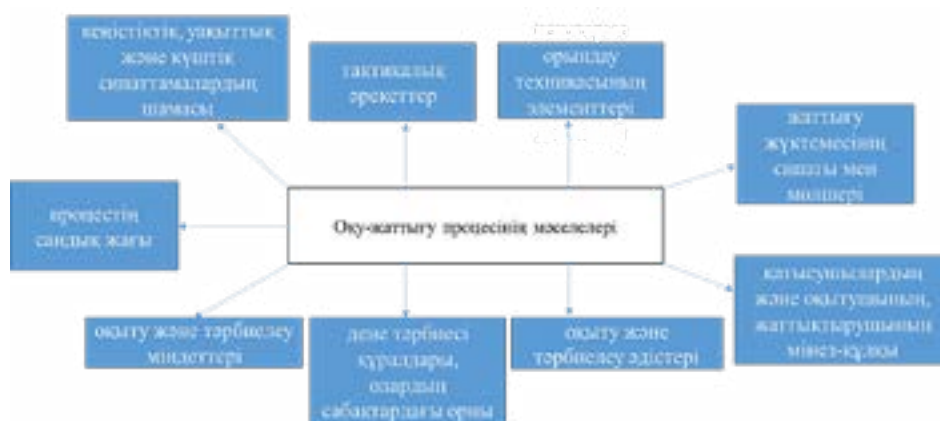 кеңістіктік, уақыттық
және күштік
сипаттамалардың
шамасы
тактикалық
әрекеттер
орындау
техникасының
элементтері
жаттығу
жүктемесінің
сипаты мен
мөлшері
процестің
сандық жағы
Оқу-жаттығу процесінің мәселелері
қатысушылардың
және оқытушының,
жаттықтырушының
мінез-құлқы
оқыту және тәрбиелеу
міндеттері
дене тәрбиесі
құралдары,
олардың
сабақтардағы орны
оқыту және
тәрбиелеу әдістері